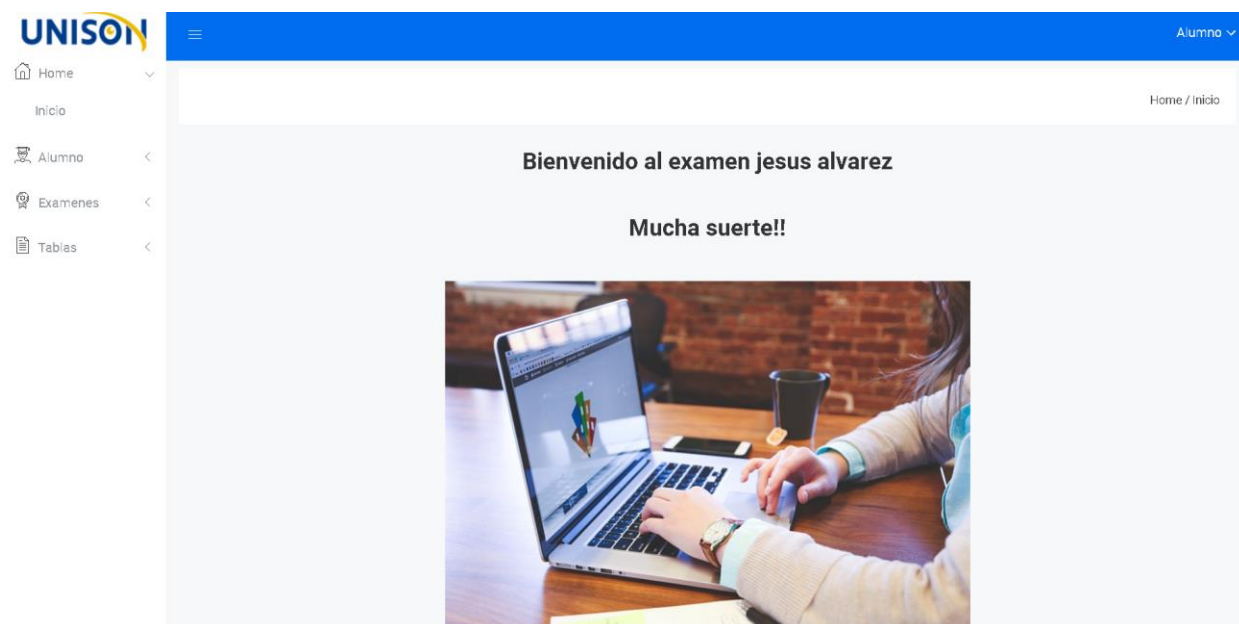 UNISON
Alumno
Home
Inicio
Alumno
Examenes
Tablas
Home / Inicio
Bienvenido al examen jesus alvarez
Mucha suerte!!